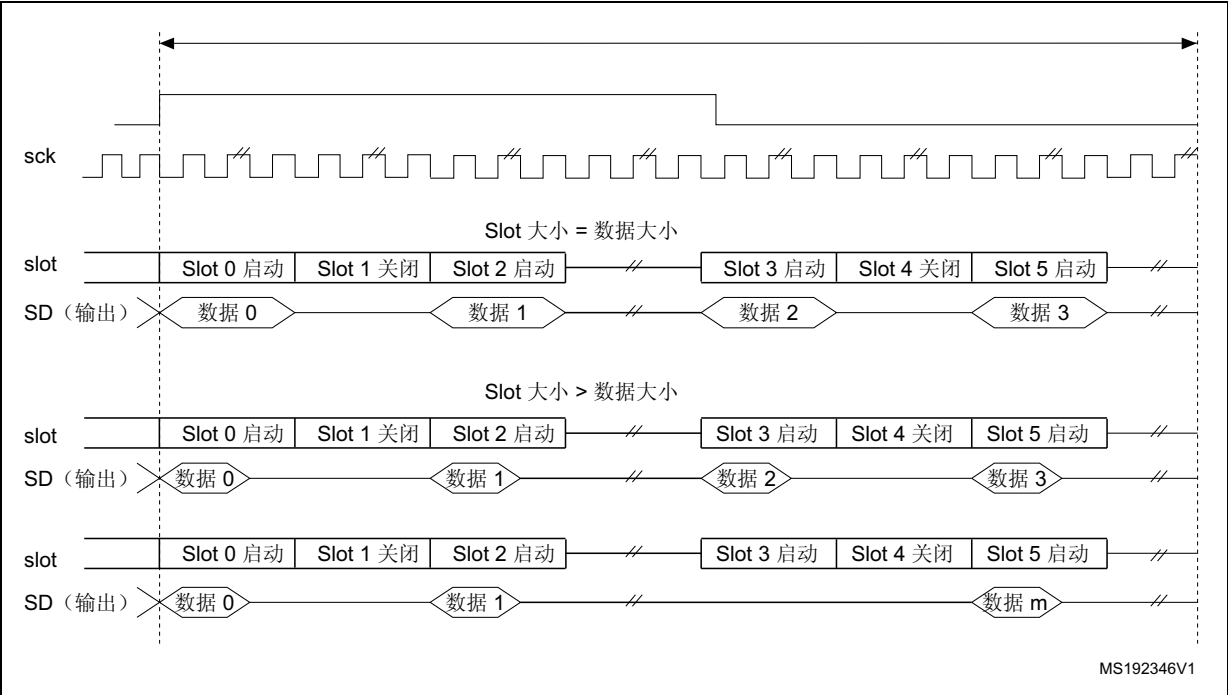 sck
Slot 大小 = 数据大小
slot Slot 0 启动 Slot 1 关闭 Slot 2 启动 Slot 3 启动 Slot 4 关闭 Slot 5 启动
SD（输出） 数据 0 数据 1 数据 2 数据 3
Slot 大小 > 数据大小
slot Slot 0 启动 Slot 1 关闭 Slot 2 启动 Slot 3 启动 Slot 4 关闭 Slot 5 启动
SD（输出） 数据 0 数据 1 数据 2 数据 3
slot Slot 0 启动 Slot 1 关闭 Slot 2 启动 Slot 3 启动 Slot 4 关闭 Slot 5 启动
SD（输出） 数据 0 数据 1 数据 m
MS192346V1